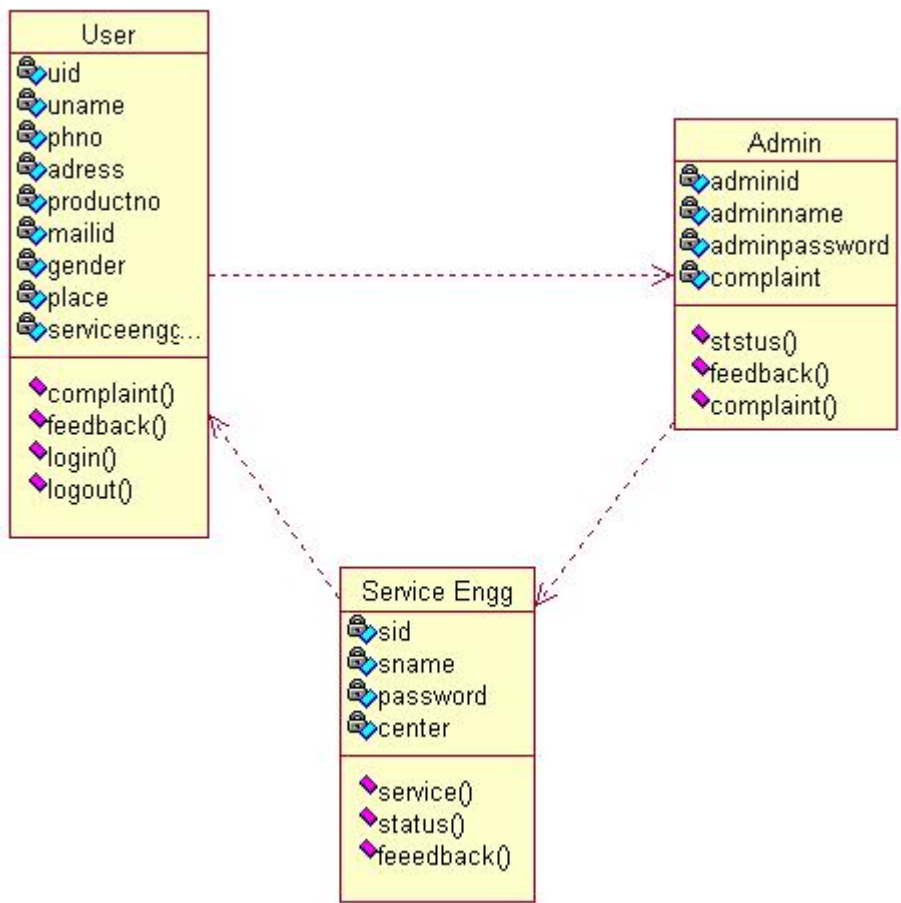 User
uid
uname
phno
adress
productno
mailid
gender
place
serviceengg...
complaint()
feedback()
login()
logout()
Admin
adminid
adminname
adminpassword
complaint
ststus()
feedback()
complaint()
Service Engg
sid
sname
password
center
service()
status()
feeedback()